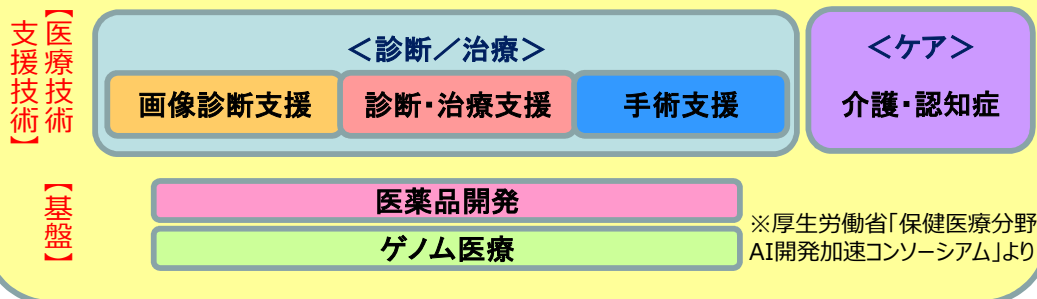 【医療技術
支援技術】
＜診断／治療＞
画像診断支援
診断・治療支援
手術支援
＜ケア＞
介護・認知症
【基盤】
医薬品開発
ゲノム医療
※厚生労働省「保健医療分野
AI開発加速コンソーシアム」より